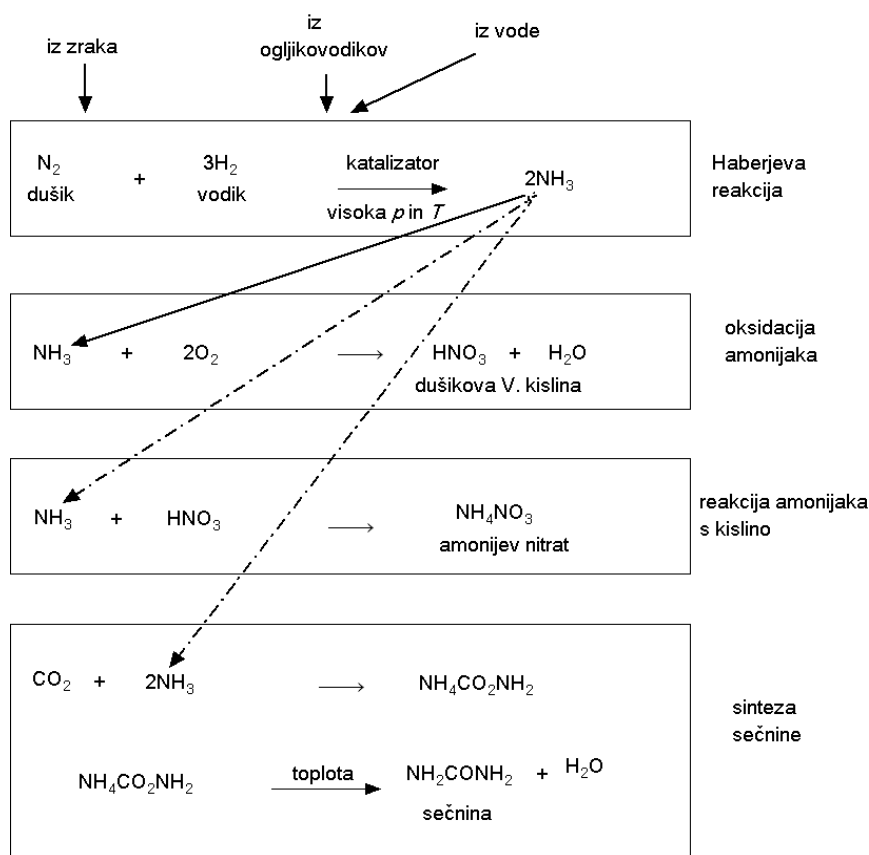 iz zraka
iz
ogljikovodikov
iz vode
N₂ + 3H₂ katalizator 2NH₃
dušik vodik visoka p in T
Haberjeva
reakcija
NH₃ + 2O₂ ⟶ HNO₃ + H₂O
dušikova V. kislina
oksidacija
amonijaka
NH₃ + HNO₃ ⟶ NH₄NO₃
amonijev nitrat
reakcija amonijaka
s kislino
CO₂ + 2NH₃ ⟶ NH₄CO₂NH₂
NH₄CO₂NH₂ toplota NH₂CONH₂ + H₂O
sečnina
sinteza
sečnine